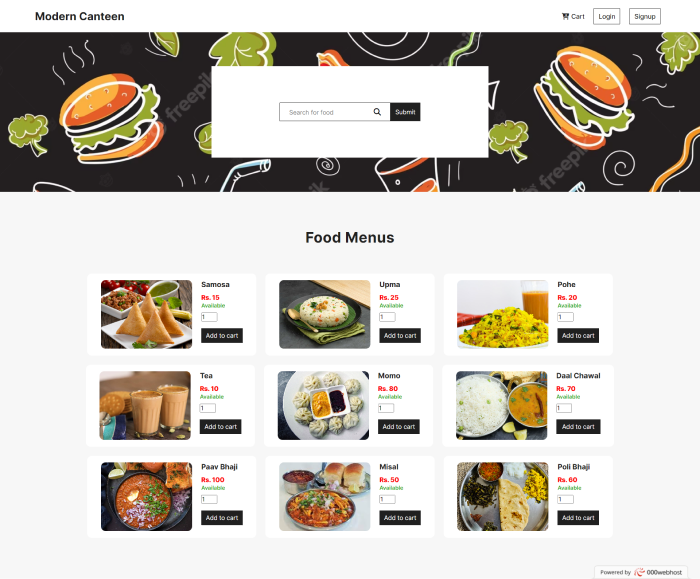 Modern Canteen
Cart
Login
Signup
freepik
Search for food
Submit
freepik
Food Menus
Samosa
Rs. 15
Available
1
Add to cart
Upma
Rs. 25
Available
1
Add to cart
Pohe
Rs. 20
Available
1
Add to cart
Tea
Rs. 10
Available
1
Add to cart
Momo
Rs. 80
Available
1
Add to cart
Daal Chawal
Rs. 70
Available
1
Add to cart
Paav Bhaji
Rs. 100
Available
1
Add to cart
Misal
Rs. 50
Available
1
Add to cart
Poli Bhaji
Rs. 60
Available
1
Add to cart
Powered by 000webhost